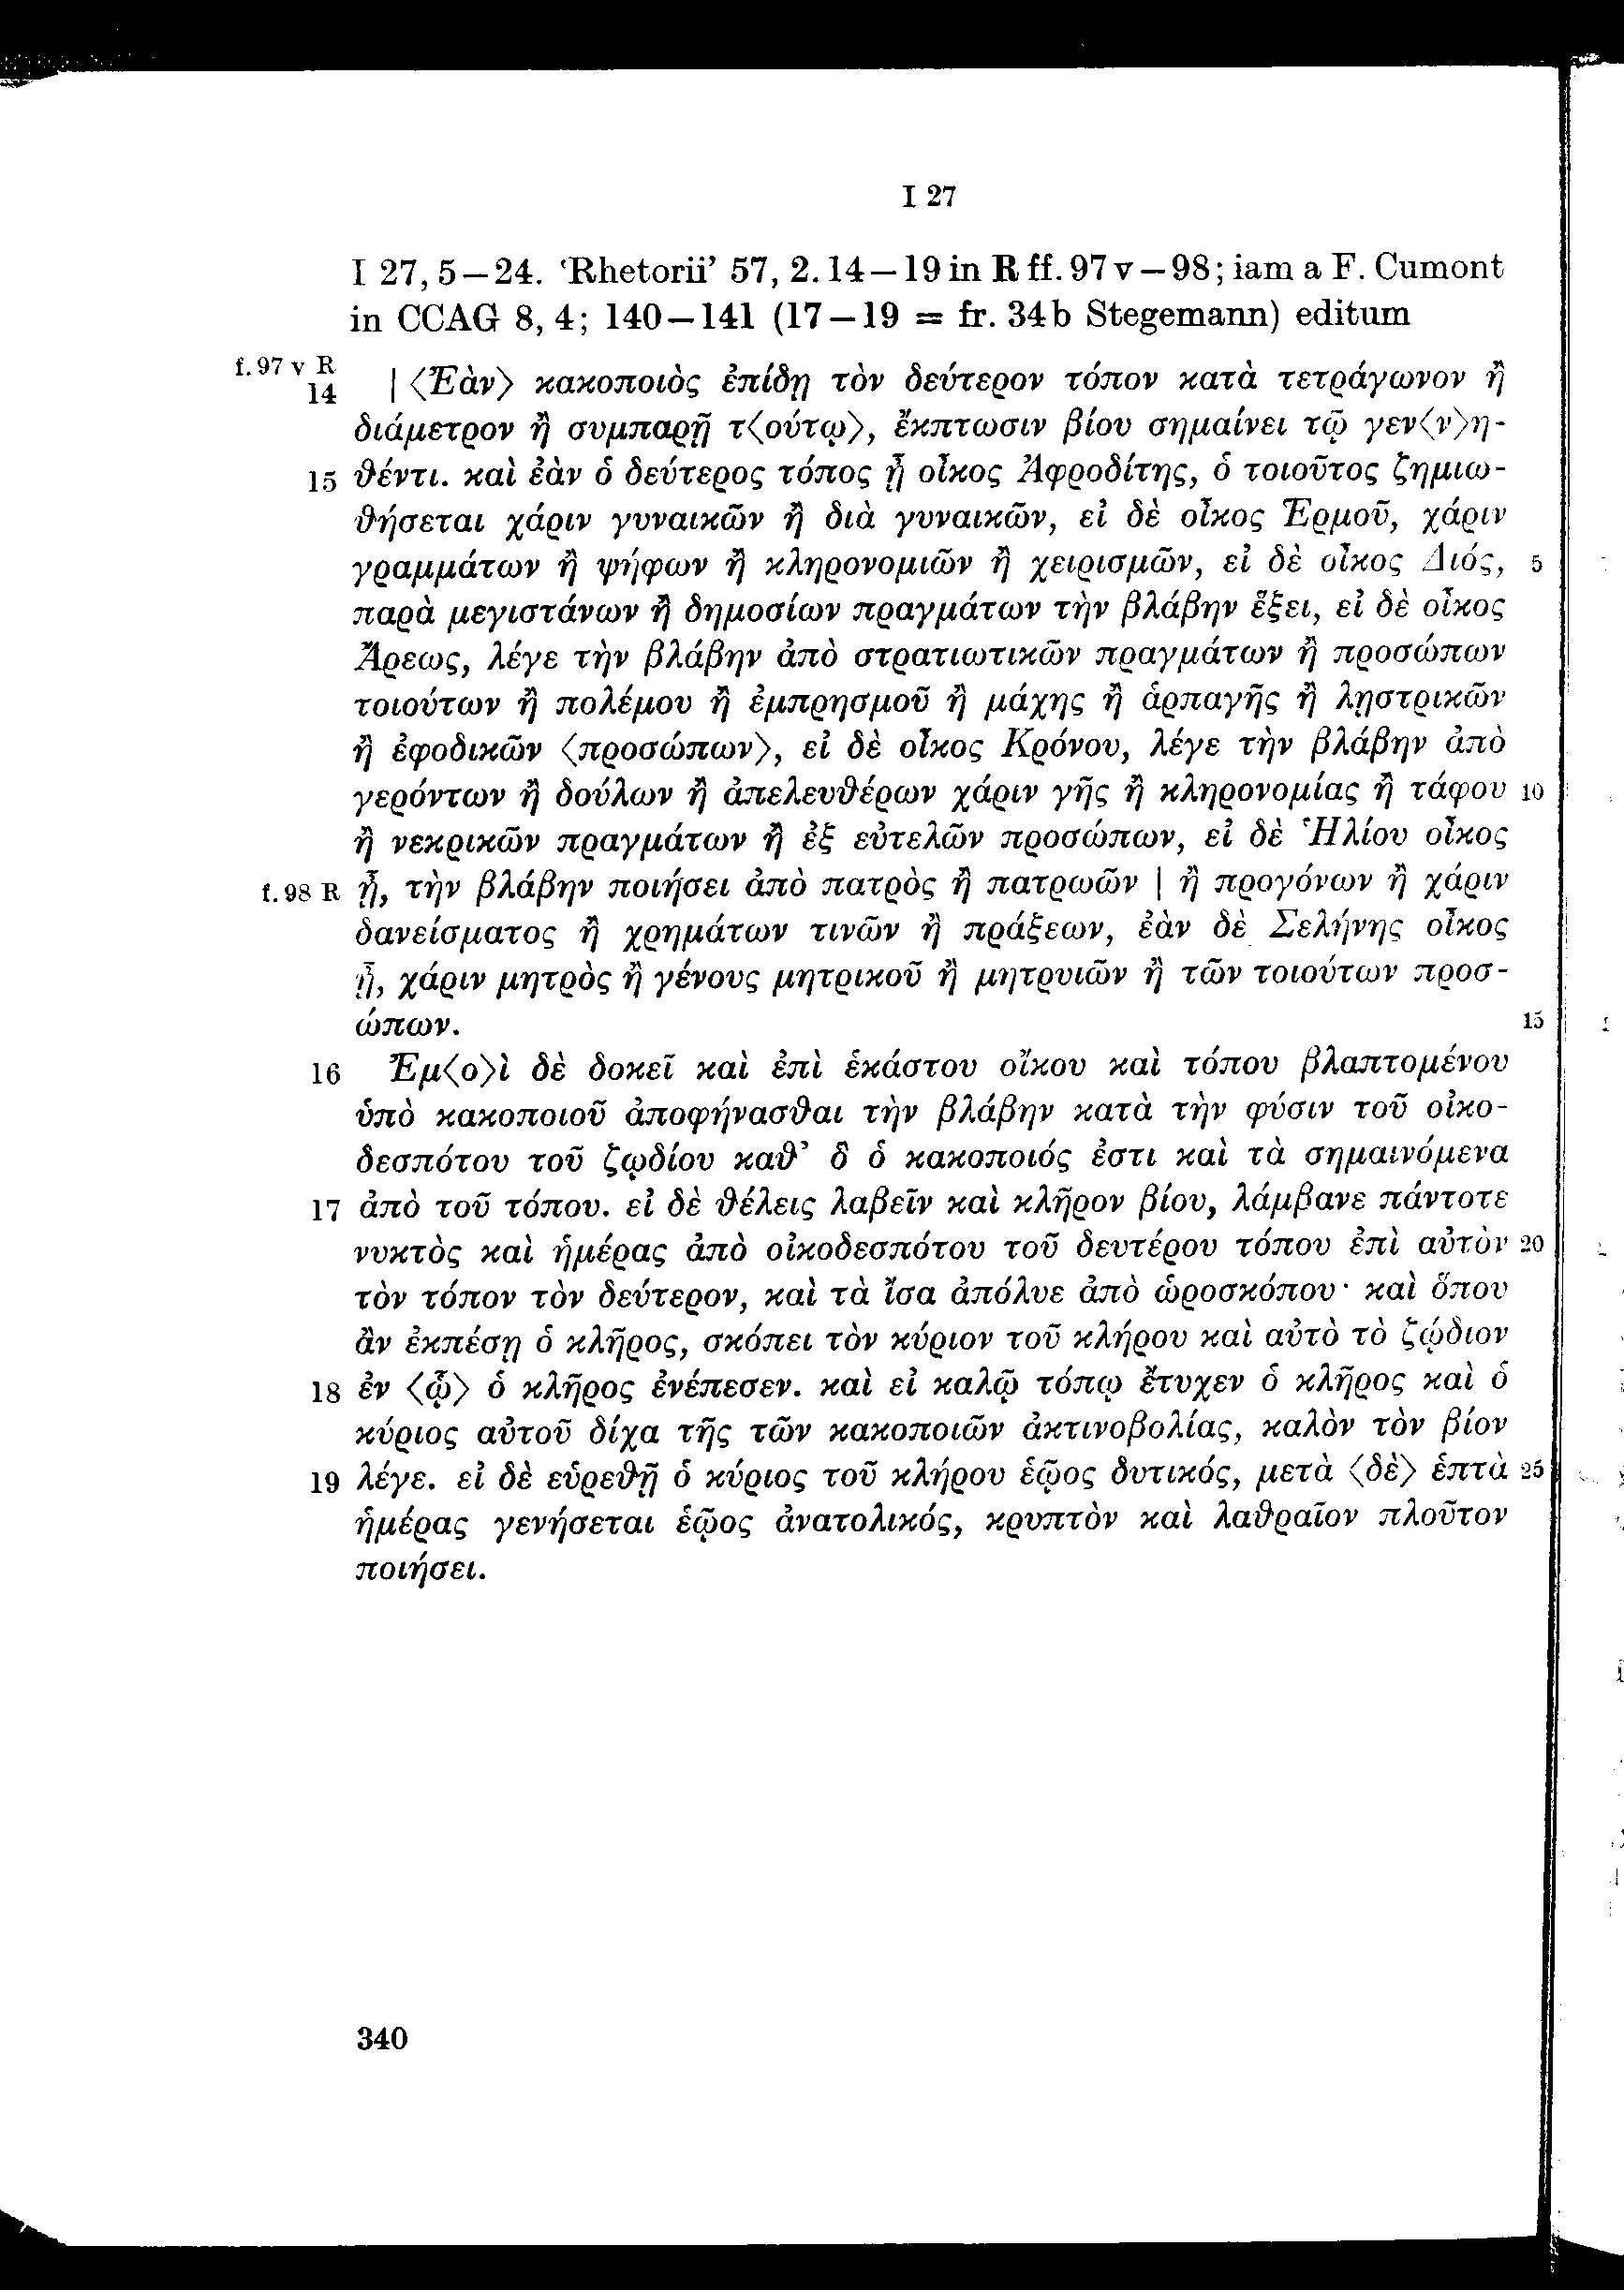 I 27
I 27, 5–24. ‘Rhetorii’ 57, 2. 14–19 in R ff. 97 v–98; iam a F. Cumont
in CCAG 8, 4; 140–141 (17–19 = fr. 34b Stegemann) editum
f. 97 v R
14 | 〈Ἐὰν〉 κακοποιὸς ἐπίδῃ τὸν δεύτερον τόπον κατὰ τετράγωνον ἢ
διάμετρον ἢ συμπαρῇ τ〈ούτῳ〉, ἔκπτωσιν βίου σημαίνει τῷ γεν〈ν〉η-
15 θέντι. καὶ ἐὰν ὁ δεύτερος τόπος ᾖ οἶκος Ἀφροδίτης, ὁ τοιοῦτος ζημιω-
θήσεται χάριν γυναικῶν ἢ διὰ γυναικῶν, εἰ δὲ οἶκος Ἑρμοῦ, χάριν
γραμμάτων ἢ ψήφων ἢ κληρονομιῶν ἢ χειρισμῶν, εἰ δὲ οἶκος Διός, 5
παρὰ μεγιστάνων ἢ δημοσίων πραγμάτων τὴν βλάβην ἕξει, εἰ δὲ οἶκος
Ἄρεως, λέγε τὴν βλάβην ἀπὸ στρατιωτικῶν πραγμάτων ἢ προσώπων
τοιούτων ἢ πολέμου ἢ ἐμπρησμοῦ ἢ μάχης ἢ ἁρπαγῆς ἢ λῃστρικῶν
ἢ ἐφοδικῶν 〈προσώπων〉, εἰ δὲ οἶκος Κρόνου, λέγε τὴν βλάβην ἀπὸ
γερόντων ἢ δούλων ἢ ἀπελευθέρων χάριν γῆς ἢ κληρονομίας ἢ τάφου 10
ἢ νεκρικῶν πραγμάτων ἢ ἐξ εὐτελῶν προσώπων, εἰ δὲ Ἡλίου οἶκος
f. 98 R ᾖ, τὴν βλάβην ποιήσει ἀπὸ πατρὸς ἢ πατρωῶν | ἢ προγόνων ἢ χάριν
δανείσματος ἢ χρημάτων τινῶν ἢ πράξεων, ἐὰν δὲ Σελήνης οἶκος
ᾖ, χάριν μητρὸς ἢ γένους μητρικοῦ ἢ μητρυιῶν ἢ τῶν τοιούτων προσ-
ώπων. 15
16 Ἐμ〈ο〉ὶ δὲ δοκεῖ καὶ ἐπὶ ἑκάστου οἴκου καὶ τόπου βλαπτομένου
ὑπὸ κακοποιοῦ ἀποφήνασθαι τὴν βλάβην κατὰ τὴν φύσιν τοῦ οἰκο-
δεσπότου τοῦ ζῳδίου καθ’ ὃ ὁ κακοποιός ἐστι καὶ τὰ σημαινόμενα
17 ἀπὸ τοῦ τόπου. εἰ δὲ θέλεις λαβεῖν καὶ κλῆρον βίου, λάμβανε πάντοτε
νυκτὸς καὶ ἡμέρας ἀπὸ οἰκοδεσπότου τοῦ δευτέρου τόπου ἐπὶ αὐτὸν 20
τὸν τόπον τὸν δεύτερον, καὶ τὰ ἴσα ἀπόλυε ἀπὸ ὡροσκόπου· καὶ ὅπου
ἂν ἐκπέσῃ ὁ κλῆρος, σκόπει τὸν κύριον τοῦ κλήρου καὶ αὐτὸ τὸ ζῴδιον
18 ἐν 〈ᾧ〉 ὁ κλῆρος ἐνέπεσεν. καὶ εἰ καλῷ τόπῳ ἔτυχεν ὁ κλῆρος καὶ ὁ
κύριος αὐτοῦ δίχα τῆς τῶν κακοποιῶν ἀκτινοβολίας, καλὸν τὸν βίον
19 λέγε. εἰ δὲ εὑρεθῇ ὁ κύριος τοῦ κλήρου ἑῷος δυτικός, μετὰ 〈δὲ〉 ἑπτὰ 25
ἡμέρας γενήσεται ἑῷος ἀνατολικός, κρυπτὸν καὶ λαθραῖον πλοῦτον
ποιήσει.
340